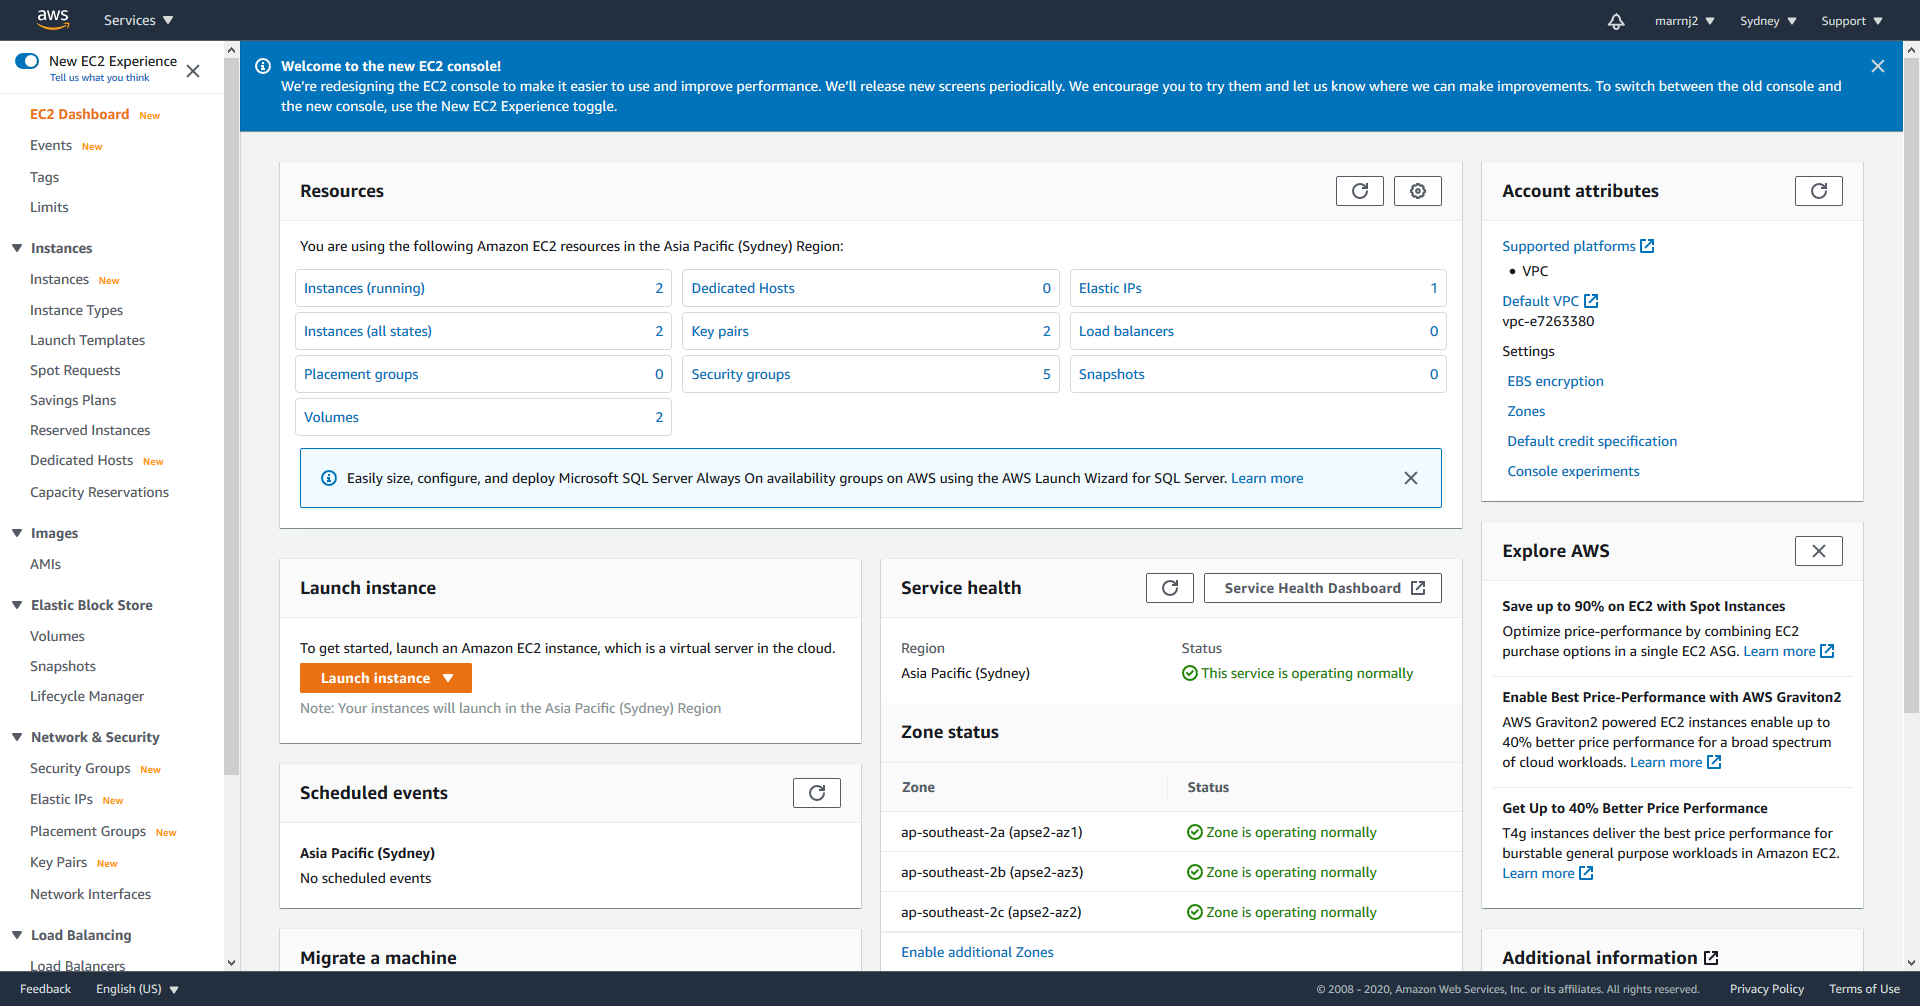 aws
Services
marrnj2
Sydney
Support
New EC2 Experience
Tell us what you think
EC2 Dashboard New
Events New
Tags
Limits
Instances
Instances New
Instance Types
Launch Templates
Spot Requests
Savings Plans
Reserved Instances
Dedicated Hosts New
Capacity Reservations
Images
AMIs
Elastic Block Store
Volumes
Snapshots
Lifecycle Manager
Network & Security
Security Groups New
Elastic IPs New
Placement Groups New
Key Pairs New
Network Interfaces
Load Balancing
Load Balancers
Welcome to the new EC2 console!
We're redesigning the EC2 console to make it easier to use and improve performance. We'll release new screens periodically. We encourage you to try them and let us know where we can make improvements. To switch between the old console and
the new console, use the New EC2 Experience toggle.
Resources
You are using the following Amazon EC2 resources in the Asia Pacific (Sydney) Region:
Instances (running) 2
Dedicated Hosts 0
Elastic IPs 1
Instances (all states) 2
Key pairs 2
Load balancers 0
Placement groups 0
Security groups 5
Snapshots 0
Volumes 2
Easily size, configure, and deploy Microsoft SQL Server Always On availability groups on AWS using the AWS Launch Wizard for SQL Server. Learn more
Launch instance
To get started, launch an Amazon EC2 instance, which is a virtual server in the cloud.
Launch instance
Note: Your instances will launch in the Asia Pacific (Sydney) Region
Scheduled events
Asia Pacific (Sydney)
No scheduled events
Migrate a machine
Service health
Service Health Dashboard
Region
Status
Asia Pacific (Sydney)
This service is operating normally
Zone status
Zone
Status
ap-southeast-2a (apse2-az1)
Zone is operating normally
ap-southeast-2b (apse2-az3)
Zone is operating normally
ap-southeast-2c (apse2-az2)
Zone is operating normally
Enable additional Zones
Account attributes
Supported platforms
• VPC
Default VPC
vpc-e7263380
Settings
EBS encryption
Zones
Default credit specification
Console experiments
Explore AWS
Save up to 90% on EC2 with Spot Instances
Optimize price-performance by combining EC2
purchase options in a single EC2 ASG. Learn more
Enable Best Price-Performance with AWS Graviton2
AWS Graviton2 powered EC2 instances enable up to
40% better price performance for a broad spectrum
of cloud workloads. Learn more
Get Up to 40% Better Price Performance
T4g instances deliver the best price performance for
burstable general purpose workloads in Amazon EC2.
Learn more
Additional information
Feedback
English (US)
© 2008 - 2020, Amazon Web Services, Inc. or its affiliates. All rights reserved.
Privacy Policy
Terms of Use